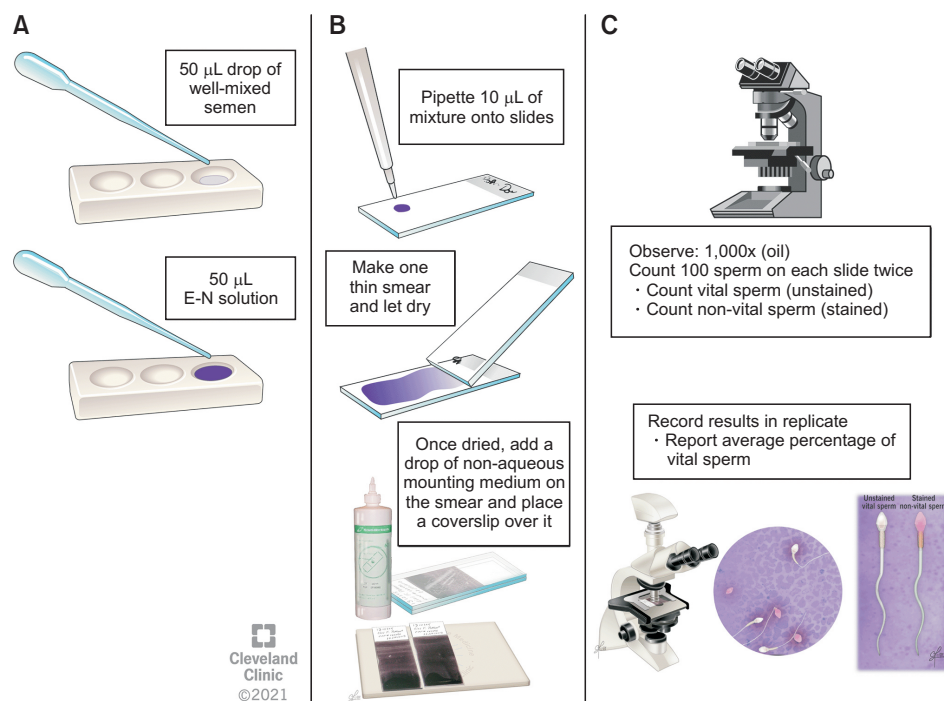 A
50 μL drop of
well-mixed
semen
50 μL
E-N solution
Cleveland
Clinic
©2021
B
Pipette 10 μL of
mixture onto slides
Make one
thin smear
and let dry
Once dried, add a
drop of non-aqueous
mounting medium on
the smear and place
a coverslip over it
C
Observe: 1,000x (oil)
Count 100 sperm on each slide twice
· Count vital sperm (unstained)
· Count non-vital sperm (stained)
Record results in replicate
· Report average percentage of
vital sperm
Unstained
vital sperm
Stained
non-vital sperm